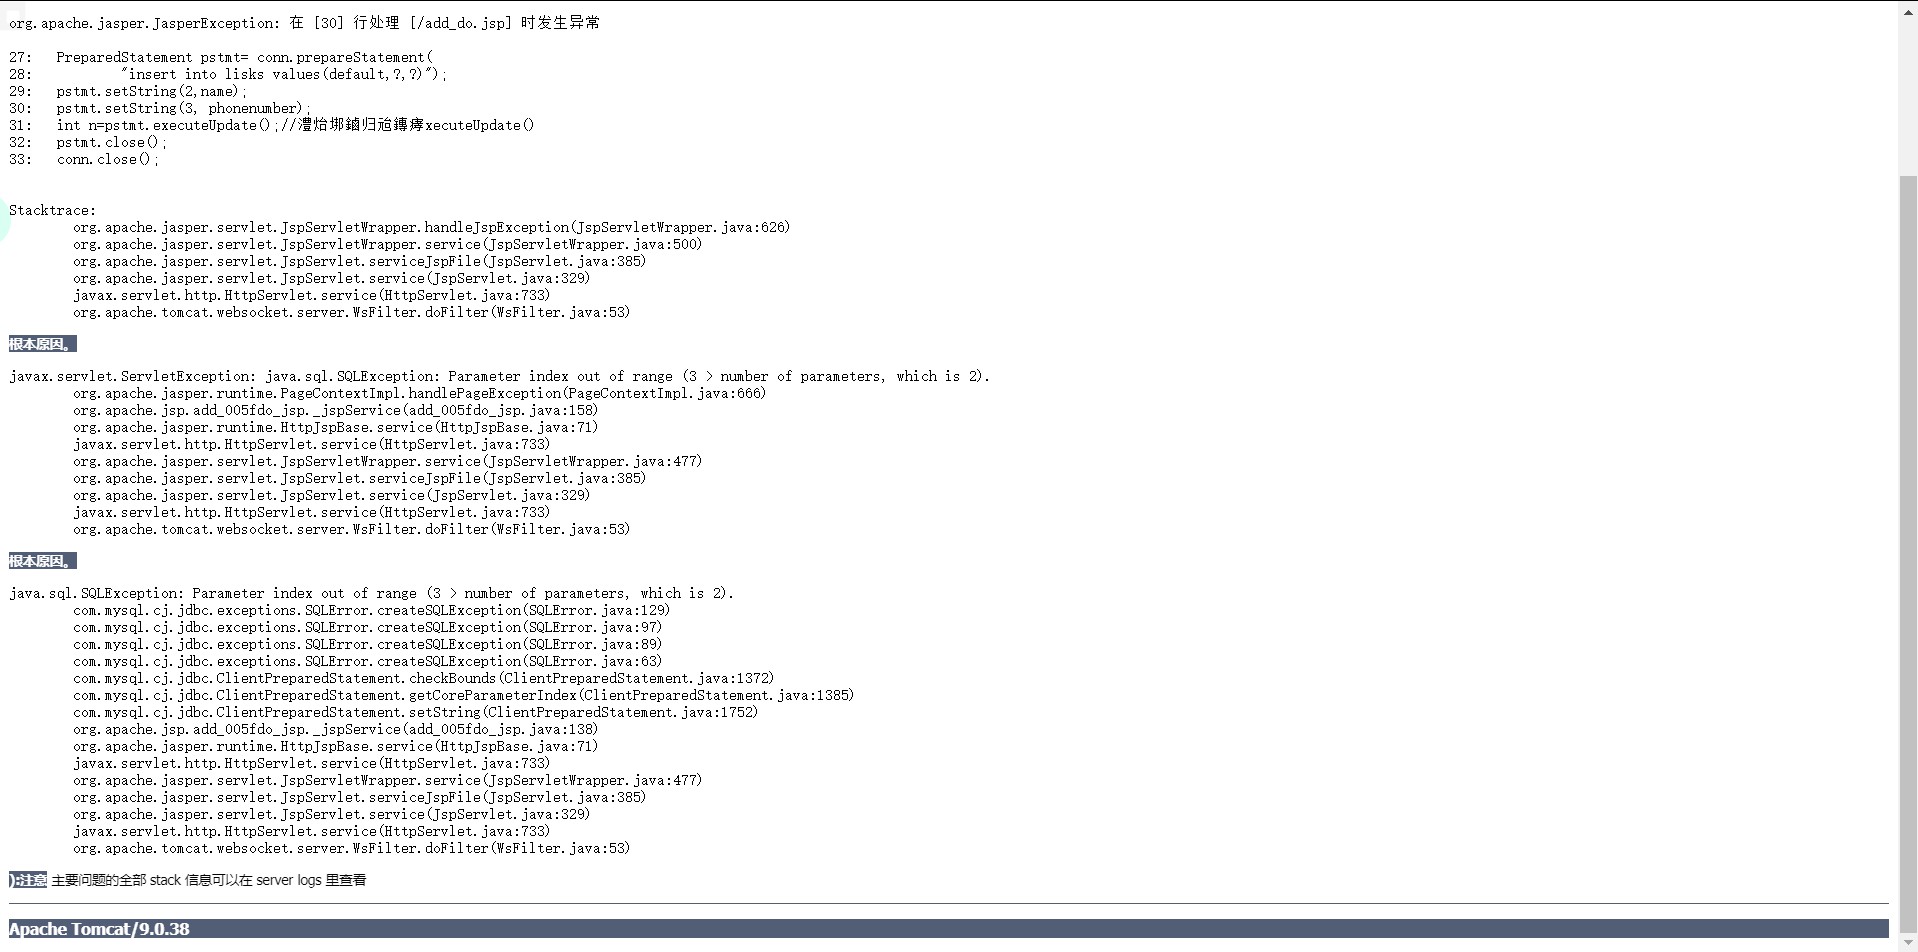 org.apache.jasper.JasperException: 在 [30] 行处理 [/add_do.jsp] 时发生异常
27:   PreparedStatement pstmt= conn.prepareStatement(
28:           "insert into lisks values(default,?,?)");
29:   pstmt.setString(2,name);
30:   pstmt.setString(3, phonenumber);
31:   int n=pstmt.executeUpdate();//澧炲垹鏀归兘鏄痚xecuteUpdate()
32:   pstmt.close();
33:   conn.close();
Stacktrace:
org.apache.jasper.servlet.JspServletWrapper.handleJspException(JspServletWrapper.java:626)
org.apache.jasper.servlet.JspServletWrapper.service(JspServletWrapper.java:500)
org.apache.jasper.servlet.JspServlet.serviceJspFile(JspServlet.java:385)
org.apache.jasper.servlet.JspServlet.service(JspServlet.java:329)
javax.servlet.http.HttpServlet.service(HttpServlet.java:733)
org.apache.tomcat.websocket.server.WsFilter.doFilter(WsFilter.java:53)
根本原因。
javax.servlet.ServletException: java.sql.SQLException: Parameter index out of range (3 > number of parameters, which is 2).
org.apache.jasper.runtime.PageContextImpl.handlePageException(PageContextImpl.java:666)
org.apache.jsp.add_005fdo_jsp._jspService(add_005fdo_jsp.java:158)
org.apache.jasper.runtime.HttpJspBase.service(HttpJspBase.java:71)
javax.servlet.http.HttpServlet.service(HttpServlet.java:733)
org.apache.jasper.servlet.JspServletWrapper.service(JspServletWrapper.java:477)
org.apache.jasper.servlet.JspServlet.serviceJspFile(JspServlet.java:385)
org.apache.jasper.servlet.JspServlet.service(JspServlet.java:329)
javax.servlet.http.HttpServlet.service(HttpServlet.java:733)
org.apache.tomcat.websocket.server.WsFilter.doFilter(WsFilter.java:53)
根本原因。
java.sql.SQLException: Parameter index out of range (3 > number of parameters, which is 2).
com.mysql.cj.jdbc.exceptions.SQLError.createSQLException(SQLError.java:129)
com.mysql.cj.jdbc.exceptions.SQLError.createSQLException(SQLError.java:97)
com.mysql.cj.jdbc.exceptions.SQLError.createSQLException(SQLError.java:89)
com.mysql.cj.jdbc.exceptions.SQLError.createSQLException(SQLError.java:63)
com.mysql.cj.jdbc.ClientPreparedStatement.checkBounds(ClientPreparedStatement.java:1372)
com.mysql.cj.jdbc.ClientPreparedStatement.getCoreParameterIndex(ClientPreparedStatement.java:1385)
com.mysql.cj.jdbc.ClientPreparedStatement.setString(ClientPreparedStatement.java:1752)
org.apache.jsp.add_005fdo_jsp._jspService(add_005fdo_jsp.java:138)
org.apache.jasper.runtime.HttpJspBase.service(HttpJspBase.java:71)
javax.servlet.http.HttpServlet.service(HttpServlet.java:733)
org.apache.jasper.servlet.JspServletWrapper.service(JspServletWrapper.java:477)
org.apache.jasper.servlet.JspServlet.serviceJspFile(JspServlet.java:385)
org.apache.jasper.servlet.JspServlet.service(JspServlet.java:329)
javax.servlet.http.HttpServlet.service(HttpServlet.java:733)
org.apache.tomcat.websocket.server.WsFilter.doFilter(WsFilter.java:53)
):注意 主要问题的全部 stack 信息可以在 server logs 里查看
Apache Tomcat/9.0.38